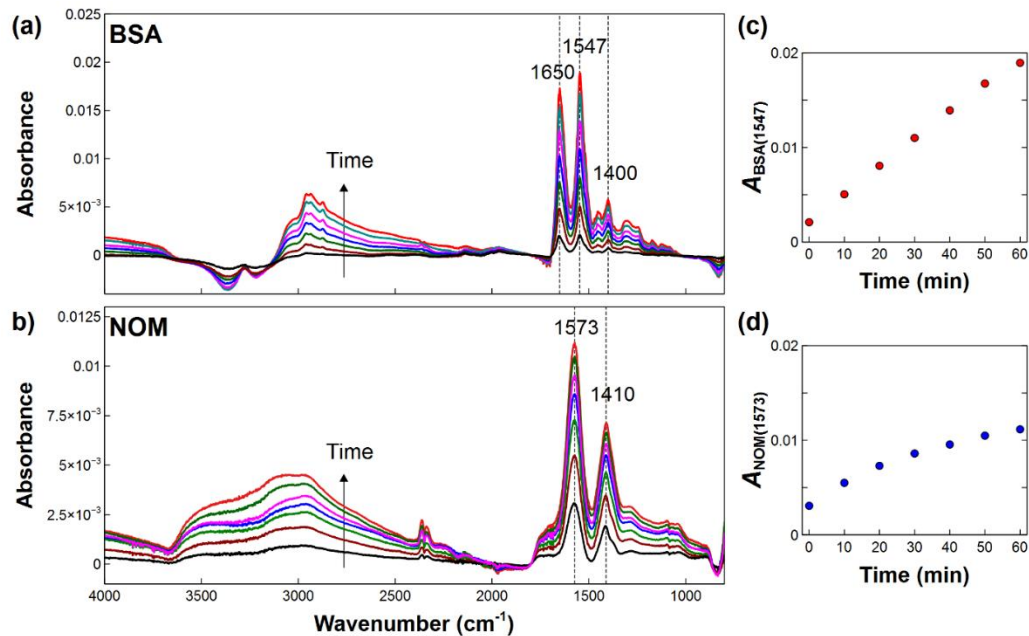 (a)
BSA
0.025
0.02
0.015
0.01
5×10⁻³
0
Absorbance
Time
1650
1547
1400
b)
NOM
0.0125
0.01
7.5×10⁻³
5×10⁻³
2.5×10⁻³
0
Absorbance
Time
1573
1410
4000 3500 3000 2500 2000 1500 1000
Wavenumber (cm⁻¹)
(c)
0.02
0.01
0
A_BSA(1547)
0 10 20 30 40 50 60
Time (min)
(d)
0.02
0.01
0
A_NOM(1573)
0 10 20 30 40 50 60
Time (min)